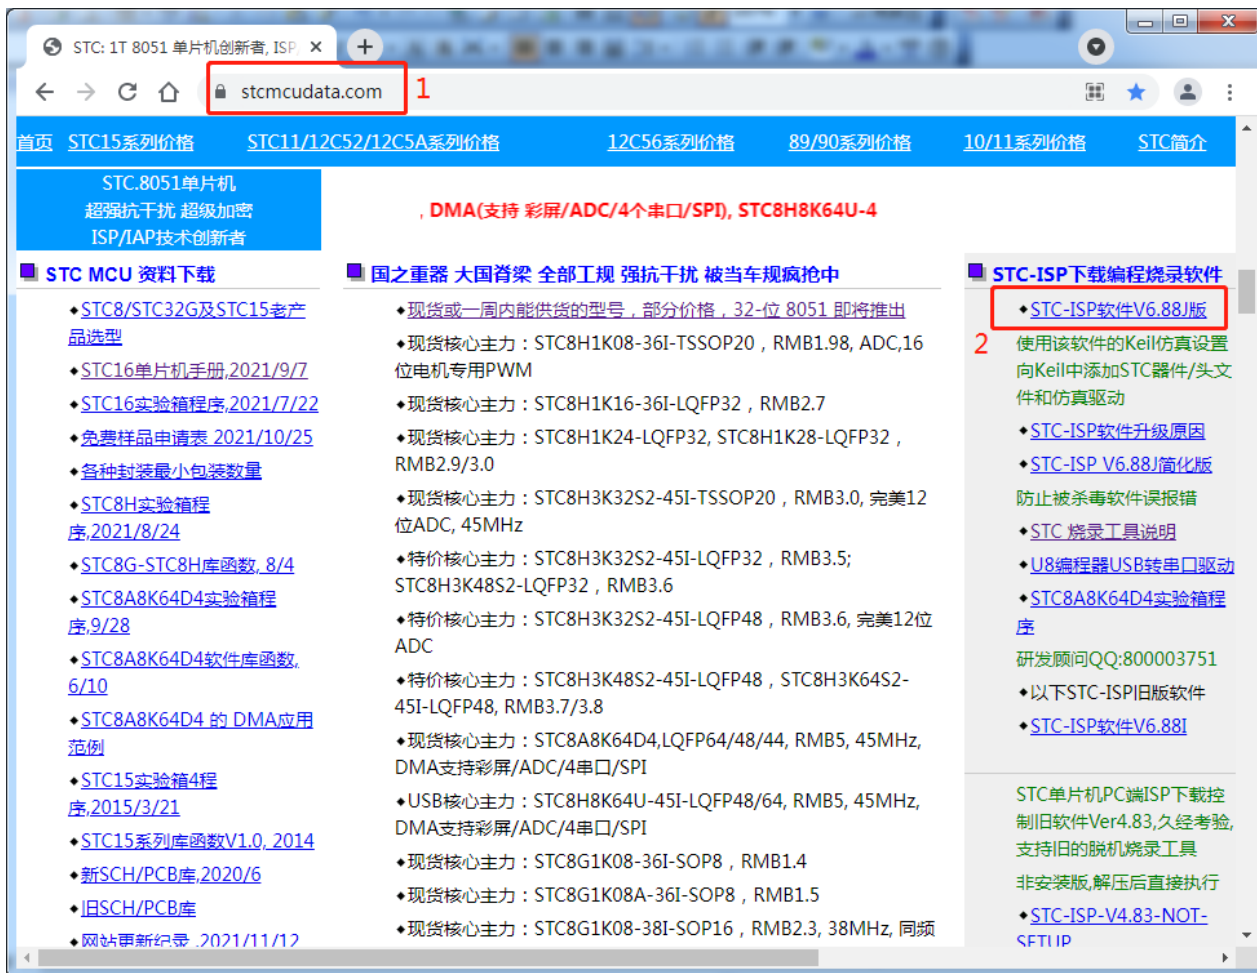 STC: 1T 8051 单片机创新者, ISP
stcmcudata.com
1
首页 STC15系列价格 STC11/12C52/12C5A系列价格 12C56系列价格 89/90系列价格 10/11系列价格 STC简介
STC.8051单片机
超强抗干扰 超级加密
ISP/IAP技术创新者
, DMA(支持 彩屏/ADC/4个串口/SPI), STC8H8K64U-4
STC MCU 资料下载
◆STC8/STC32G及STC15老产
品选型
◆STC16单片机手册,2021/9/7
◆STC16实验箱程序,2021/7/22
◆免费样品申请表 2021/10/25
◆各种封装最小包装数量
◆STC8H实验箱程
序,2021/8/24
◆STC8G-STC8H库函数, 8/4
◆STC8A8K64D4实验箱程
序,9/28
◆STC8A8K64D4软件库函数,
6/10
◆STC8A8K64D4 的 DMA应用
范例
◆STC15实验箱4程
序,2015/3/21
◆STC15系列库函数V1.0, 2014
◆新SCH/PCB库,2020/6
◆旧SCH/PCB库
◆网站更新纪录 ,2021/11/12
国之重器 大国脊梁 全部工规 强抗干扰 被当车规疯抢中
◆现货或一周内能供货的型号，部分价格，32-位 8051 即将推出
◆现货核心主力：STC8H1K08-36I-TSSOP20，RMB1.98, ADC,16
位电机专用PWM
◆现货核心主力：STC8H1K16-36I-LQFP32，RMB2.7
◆现货核心主力：STC8H1K24-LQFP32, STC8H1K28-LQFP32，
RMB2.9/3.0
◆现货核心主力：STC8H3K32S2-45I-TSSOP20，RMB3.0, 完美12
位ADC, 45MHz
◆特价核心主力：STC8H3K32S2-45I-LQFP32，RMB3.5;
STC8H3K48S2-LQFP32，RMB3.6
◆特价核心主力：STC8H3K32S2-45I-LQFP48，RMB3.6, 完美12位
ADC
◆特价核心主力：STC8H3K48S2-45I-LQFP48，STC8H3K64S2-
45I-LQFP48, RMB3.7/3.8
◆现货核心主力：STC8A8K64D4,LQFP64/48/44, RMB5, 45MHz,
DMA支持彩屏/ADC/4串口/SPI
◆USB核心主力：STC8H8K64U-45I-LQFP48/64, RMB5, 45MHz,
DMA支持彩屏/ADC/4串口/SPI
◆现货核心主力：STC8G1K08-36I-SOP8，RMB1.4
◆现货核心主力：STC8G1K08A-36I-SOP8，RMB1.5
◆现货核心主力：STC8G1K08-38I-SOP16，RMB2.3, 38MHz, 同频
STC-ISP下载编程烧录软件
◆STC-ISP软件V6.88J版
2
使用该软件的Keil仿真设置
向Keil中添加STC器件/头文
件和仿真驱动
◆STC-ISP软件升级原因
◆STC-ISP V6.88J简化版
防止被杀毒软件误报错
◆STC 烧录工具说明
◆U8编程器USB转串口驱动
◆STC8A8K64D4实验箱程
序
研发顾问QQ:800003751
◆以下STC-ISP旧版软件
◆STC-ISP软件V6.88I
STC单片机PC端ISP下载控
制旧软件Ver4.83,久经考验,
支持旧的脱机烧录工具
非安装版,解压后直接执行
◆STC-ISP-V4.83-NOT-
SETUP